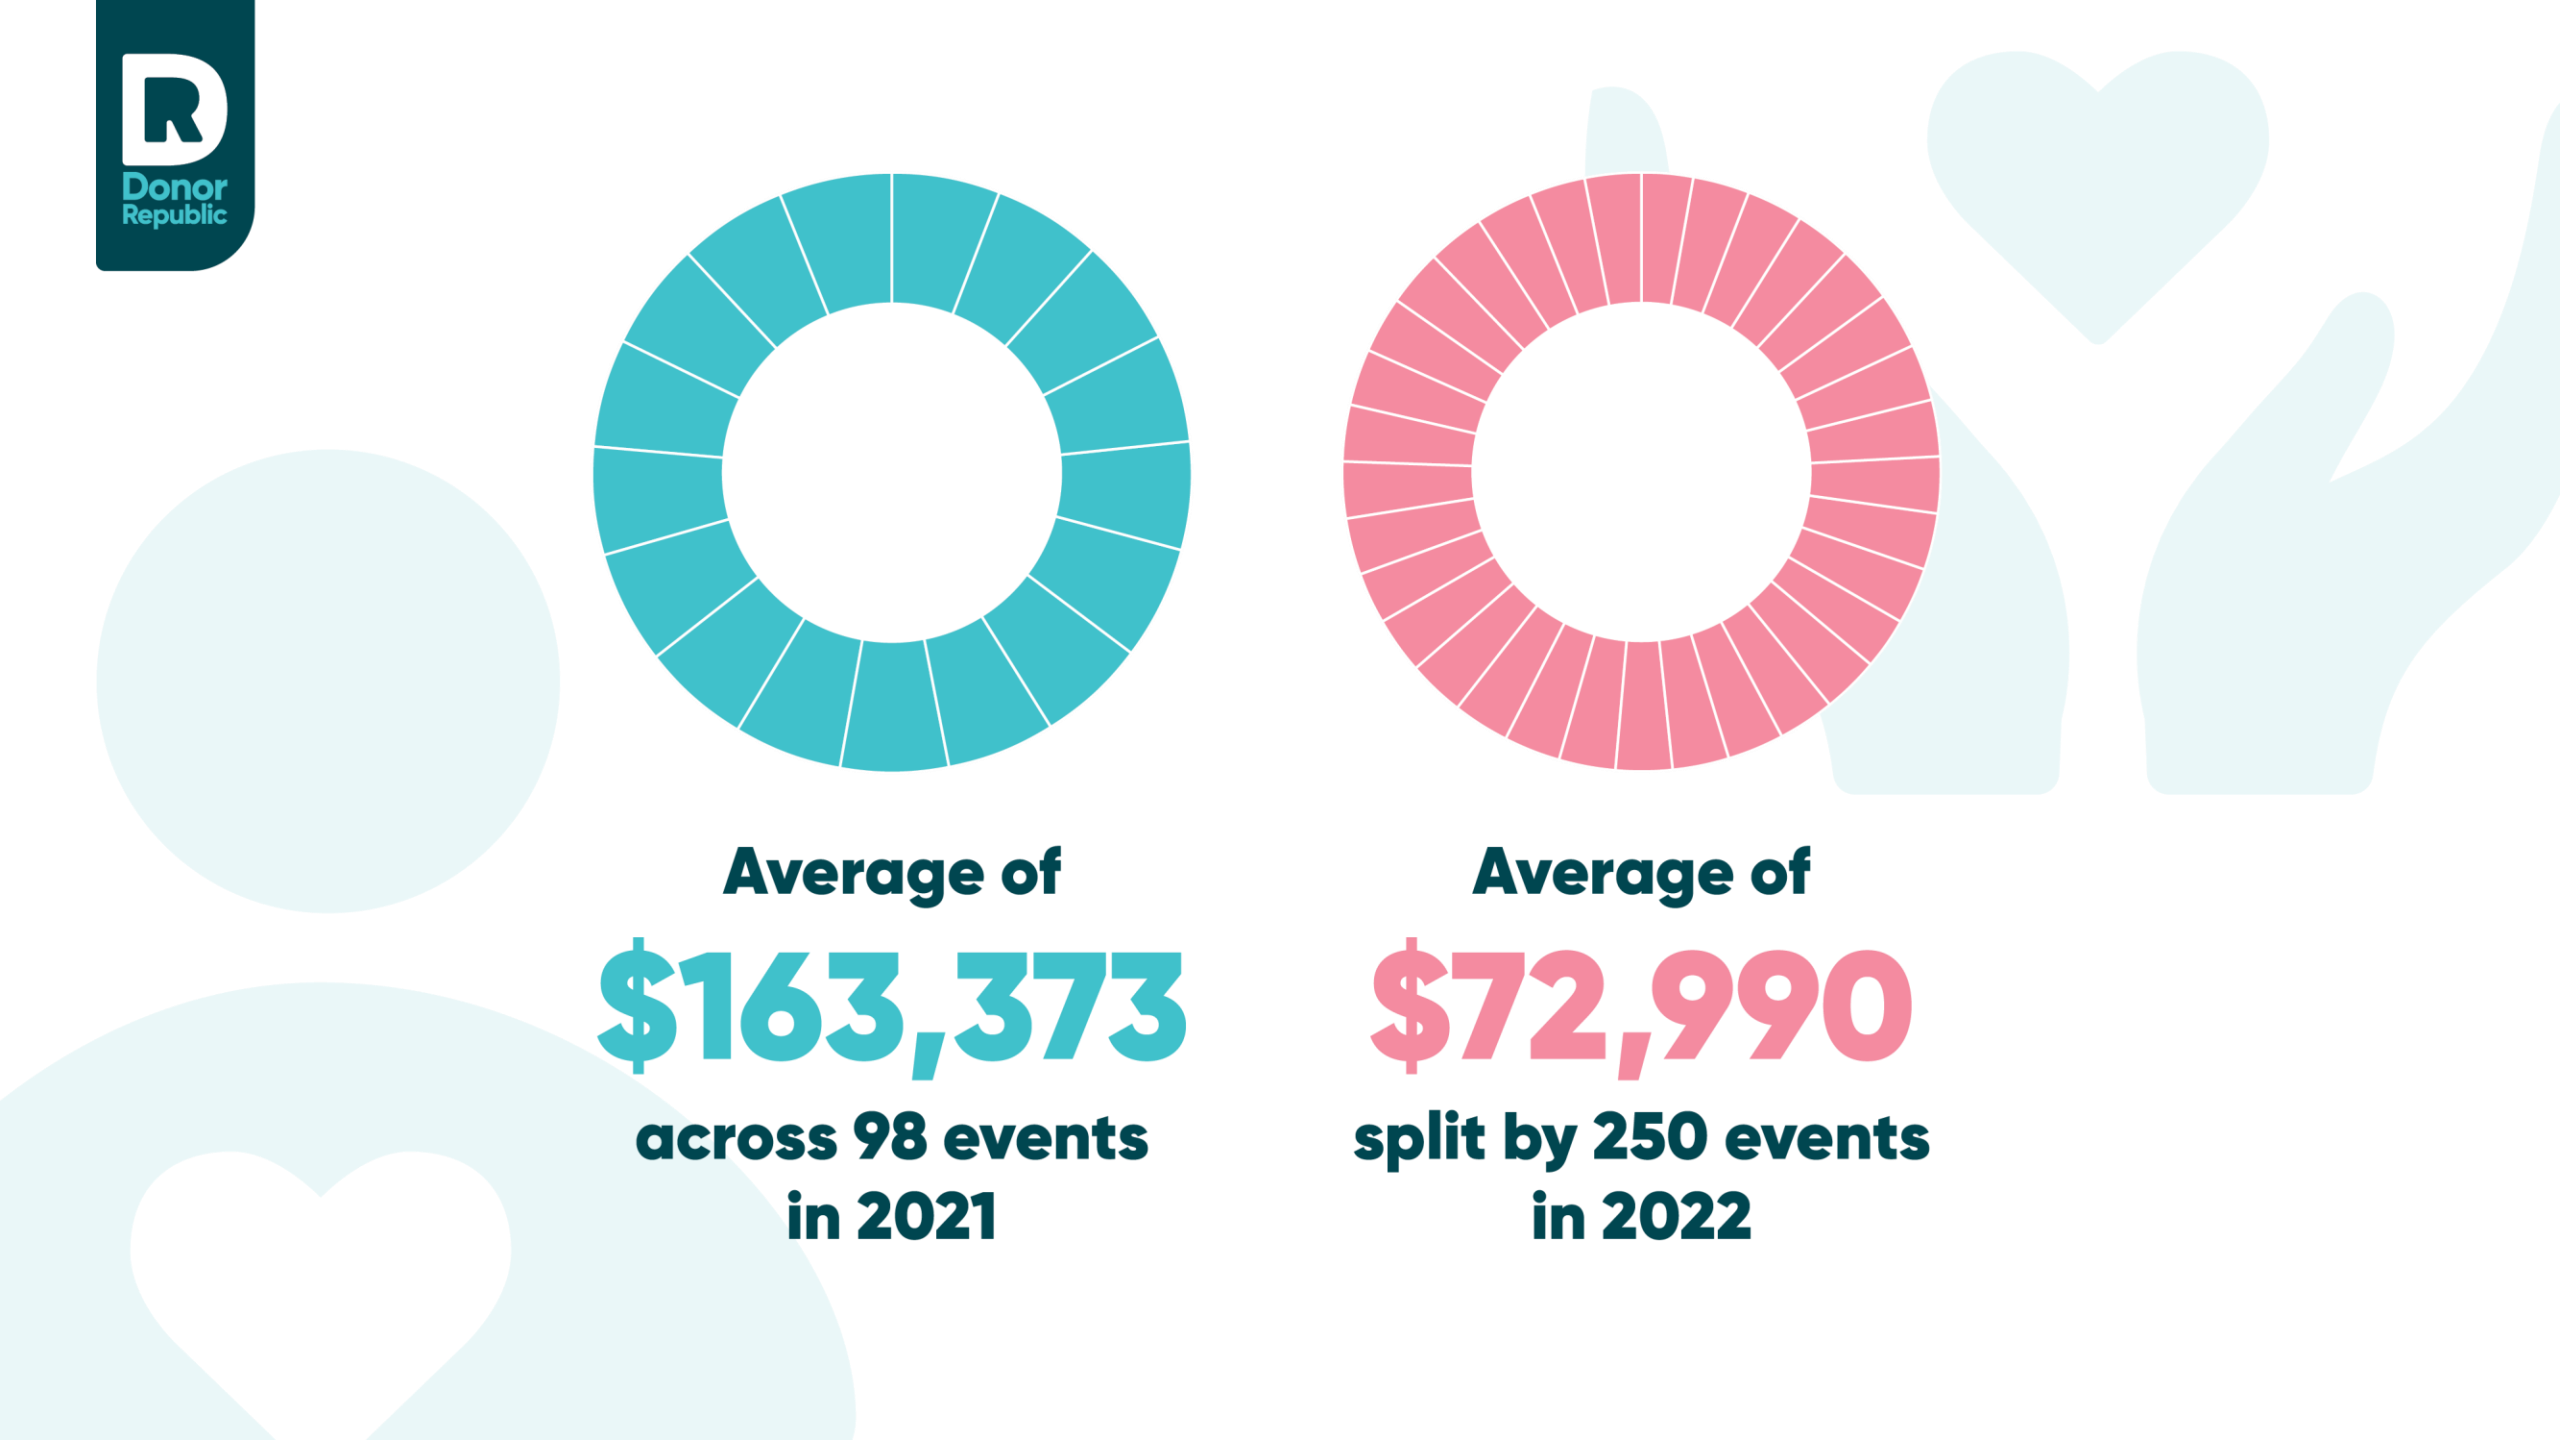 DR
Donor
Republic
Average of
$163,373
across 98 events
in 2021
Average of
$72,990
split by 250 events
in 2022